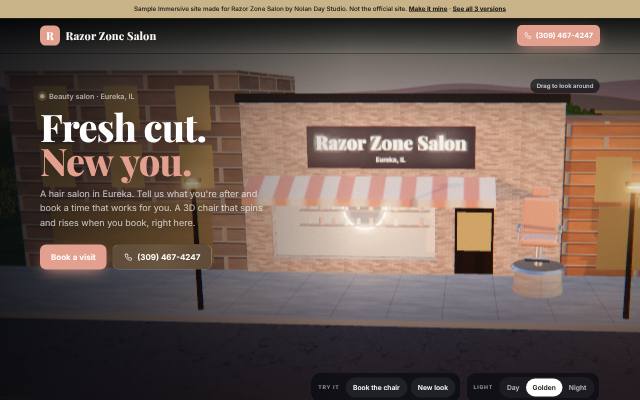 Sample Immersive site made for Razor Zone Salon by Nolan Day Studio. Not the official site. Make it mine · See all 3 versions
R Razor Zone Salon
(309) 467-4247
Drag to look around
Beauty salon · Eureka, IL
Fresh cut.
New you.
A hair salon in Eureka. Tell us what you're after and
book a time that works for you. A 3D chair that spins
and rises when you book, right here.
Book a visit
(309) 467-4247
Razor Zone Salon
Eureka, IL
TRY IT Book the chair New look
LIGHT Day Golden Night